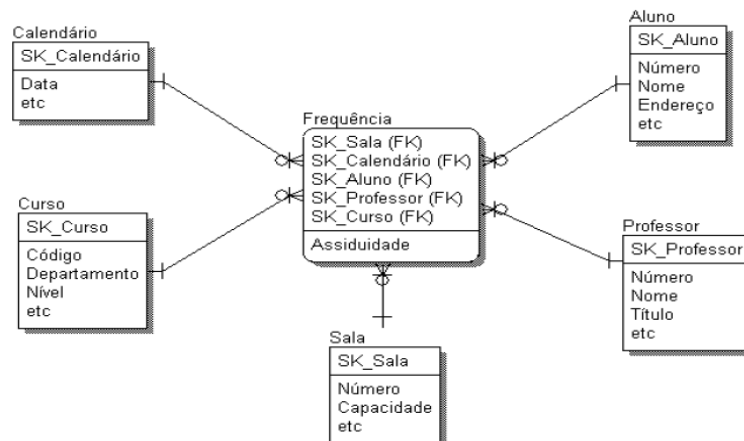 Calendário
SK_Calendário
Data
etc
Aluno
SK_Aluno
Número
Nome
Endereço
etc
Frequência
SK_Sala (FK)
SK_Calendário (FK)
SK_Aluno (FK)
SK_Professor (FK)
SK_Curso (FK)
Assiduidade
Curso
SK_Curso
Código
Departamento
Nível
etc
Professor
SK_Professor
Número
Nome
Título
etc
Sala
SK_Sala
Número
Capacidade
etc